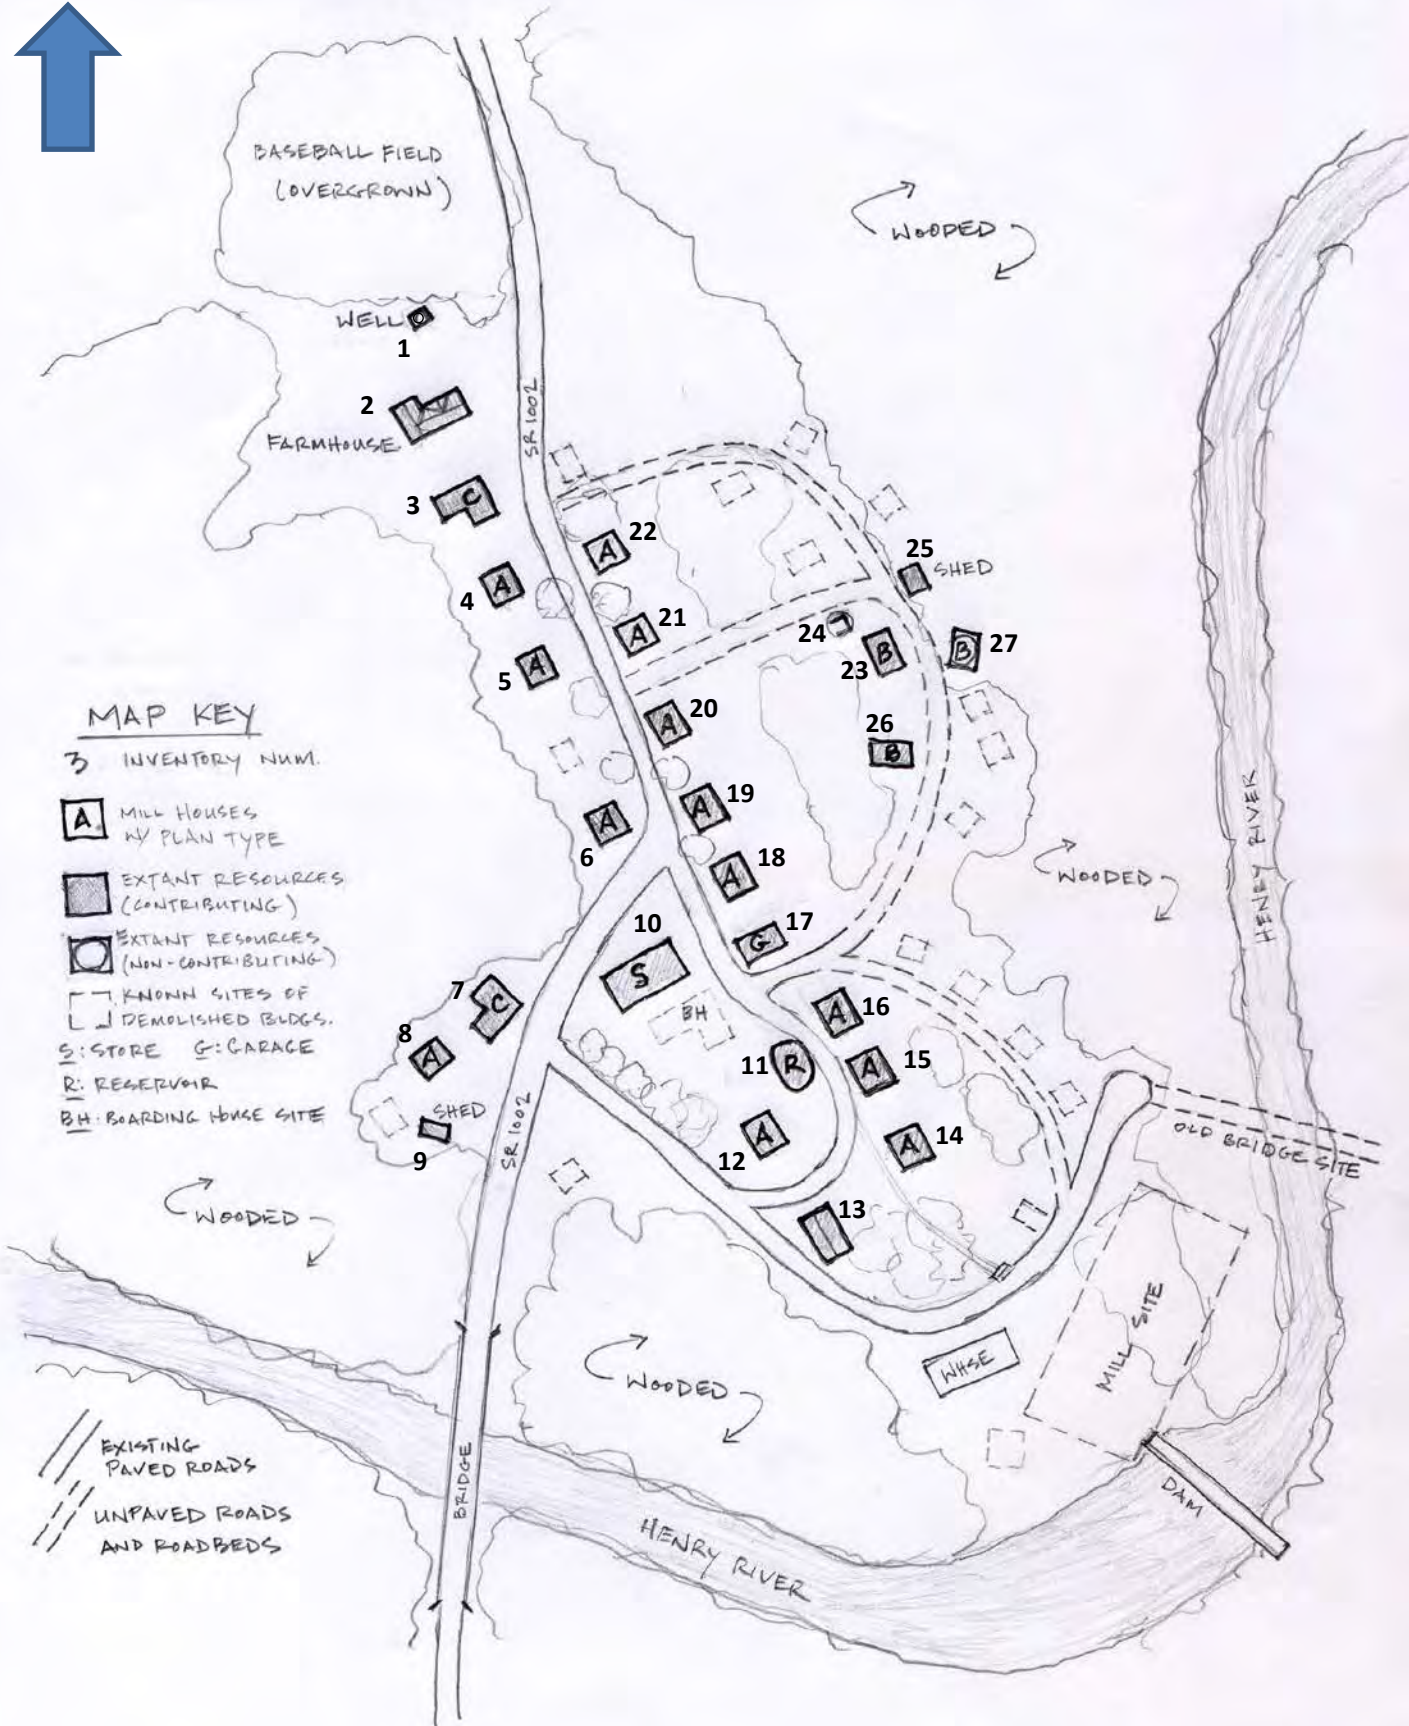 BASEBALL FIELD
(OVERGROWN)
WOODED
WELL
1
2
FARMHOUSE
SR 1002
3
C
22
A
4
A
25
SHED
21
A
24
23
B
27
B
5
A
MAP KEY
3 INVENTORY NUM.
A MILL HOUSES
W/ PLAN TYPE
EXTANT RESOURCES
(CONTRIBUTING)
EXTANT RESOURCES
(NON-CONTRIBUTING)
KNOWN SITES OF
DEMOLISHED BLDGS.
S: STORE G: GARAGE
R: RESERVOIR
BH: BOARDING HOUSE SITE
20
A
26
B
19
A
6
A
18
A
WOODED
HENRY RIVER
10
S
17
G
7
C
BH
16
A
8
A
11
R
15
A
SHED
9
SR 1002
12
A
14
A
OLD BRIDGE SITE
WOODED
13
MILL SITE
WHSE
WOODED
EXISTING
PAVED ROADS
UNPAVED ROADS
AND ROADBEDS
BRIDGE
DAM
HENRY RIVER